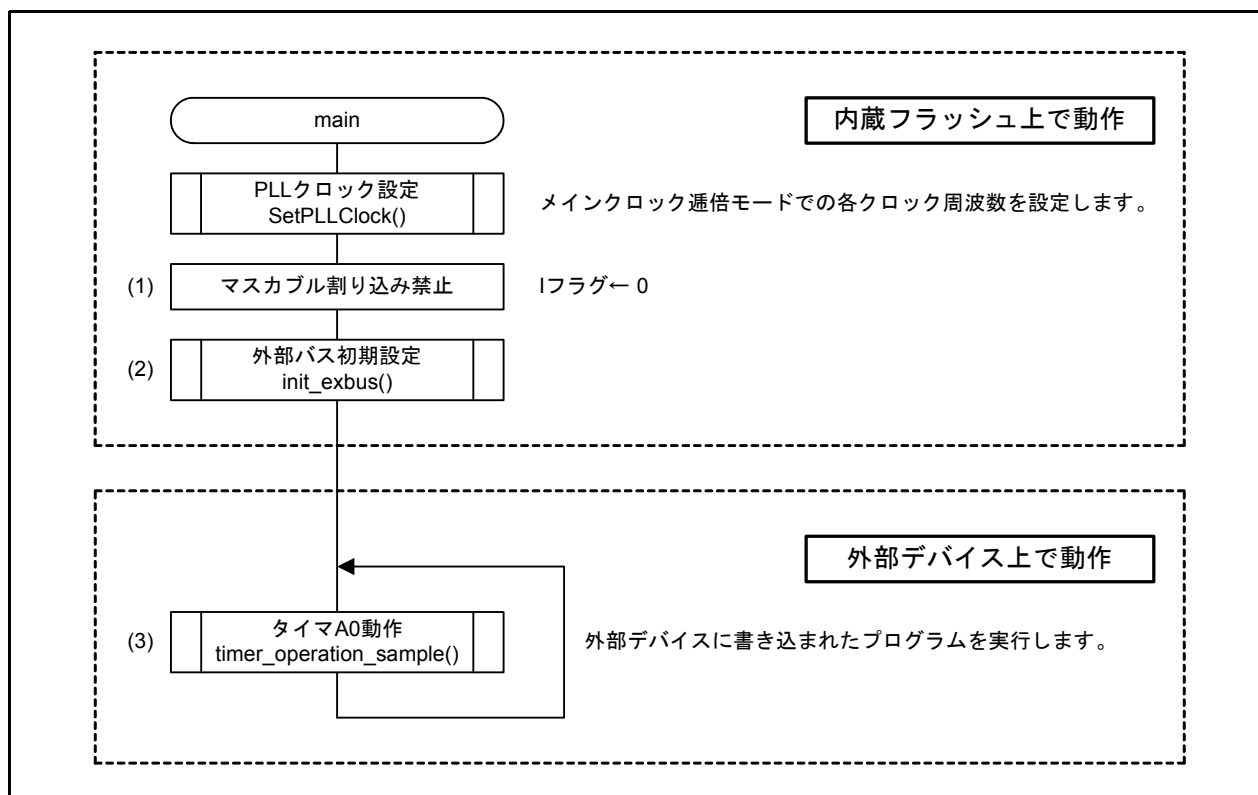 main
内蔵フラッシュ上で動作
PLLクロック設定
SetPLLClock()
メインクロック逓倍モードでの各クロック周波数を設定します。
(1)
マスカブル割り込み禁止
Iフラグ← 0
(2)
外部バス初期設定
init_exbus()
外部デバイス上で動作
(3)
タイマA0動作
timer_operation_sample()
外部デバイスに書き込まれたプログラムを実行します。